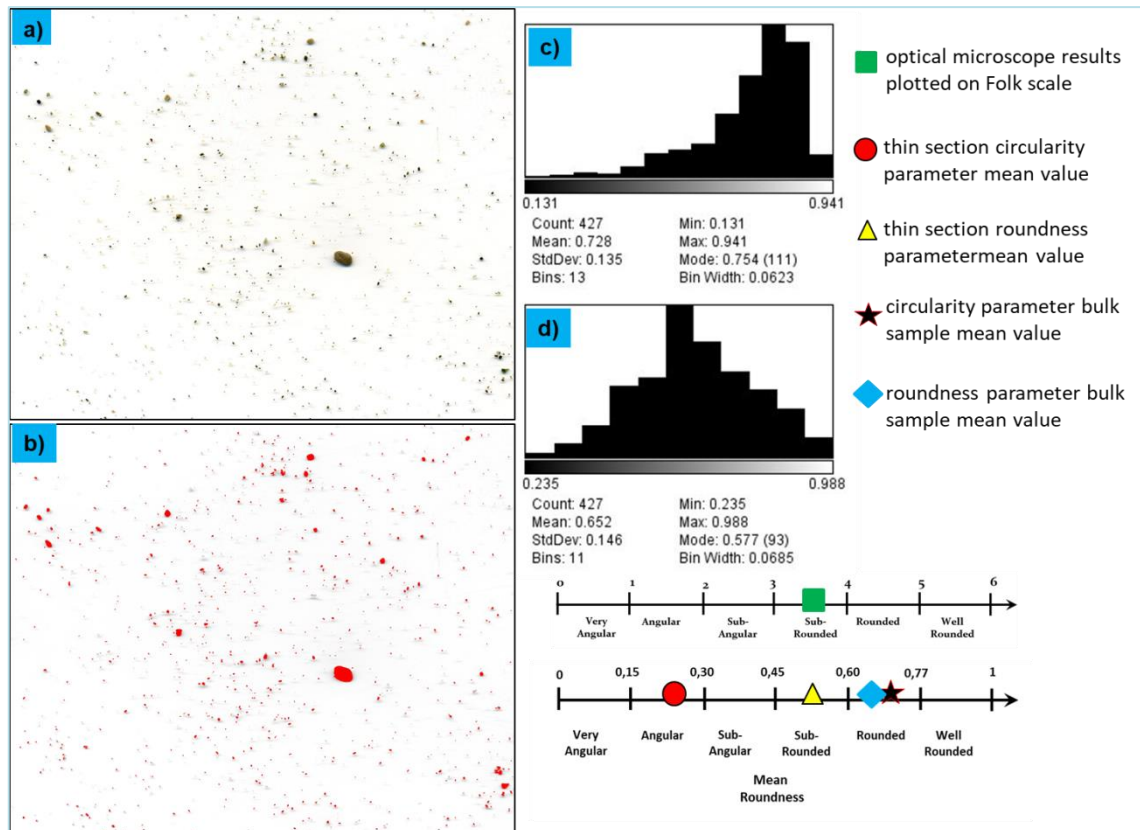 a)
b)
c)
0.131
0.941
Count: 427
Min: 0.131
Mean: 0.728
Max: 0.941
StdDev: 0.135
Mode: 0.754 (111)
Bins: 13
Bin Width: 0.0623
d)
0.235
0.988
Count: 427
Min: 0.235
Mean: 0.652
Max: 0.988
StdDev: 0.146
Mode: 0.577 (93)
Bins: 11
Bin Width: 0.0685
optical microscope results
plotted on Folk scale
thin section circularity
parameter mean value
thin section roundness
parametermean value
circularity parameter bulk
sample mean value
roundness parameter bulk
sample mean value
0 1 2 3 4 5 6
Very
Angular
Angular
Sub-
Angular
Sub-
Rounded
Rounded
Well
Rounded
0 0,15 0,30 0,45 0,60 0,77 1
Very
Angular
Angular
Sub-
Angular
Sub-
Rounded
Rounded
Well
Rounded
Mean
Roundness